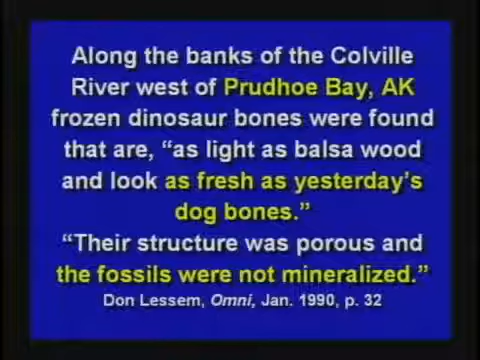 Along the banks of the Colville
River west of Prudhoe Bay, AK
frozen dinosaur bones were found
that are, “as light as balsa wood
and look as fresh as yesterday’s
dog bones.”
“Their structure was porous and
the fossils were not mineralized.”
Don Lessem, Omni, Jan. 1990, p. 32